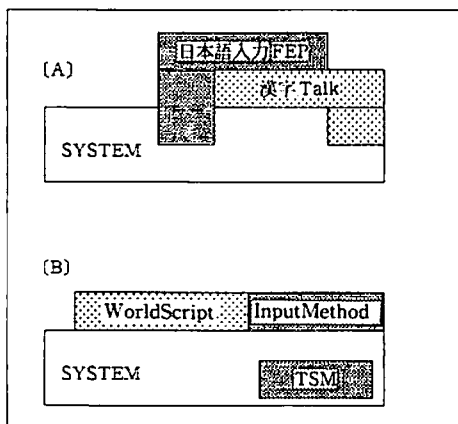 〔A〕
日本語入力FEP
漢字Talk
SYSTEM
〔B〕
WorldScript InputMethod
SYSTEM
TSM